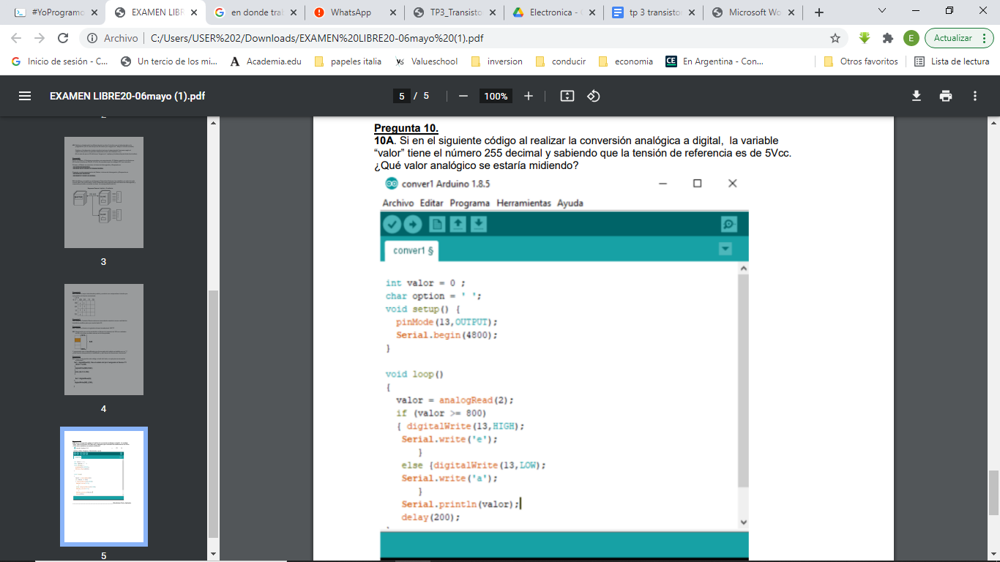 #YoProgramo
EXAMEN LIBR
en donde tra
WhatsApp
TP3_Transisto
Electronica -
tp 3 transistor
Microsoft Wo
Archivo
C:/Users/USER%202/Downloads/EXAMEN%20LIBRE20-06mayo%20(1).pdf
E
Actualizar
Inicio de sesión - C...
Un tercio de los mi...
Academia.edu
papeles italia
Valueschool
inversion
conducir
economia
En Argentina - Con...
Otros favoritos
Lista de lectura
EXAMEN LIBRE20-06mayo (1).pdf
5 / 5
100%
3
4
5
Pregunta 10.
10A. Si en el siguiente código al realizar la conversión analógica a digital, la variable
“valor” tiene el número 255 decimal y sabiendo que la tensión de referencia es de 5Vcc.
¿Qué valor analógico se estaría midiendo?
conver1 Arduino 1.8.5
Archivo Editar Programa Herramientas Ayuda
conver1 §
int valor = 0 ;
char option = ' ';
void setup() {
pinMode(13,OUTPUT);
Serial.begin(4800);
}
void loop()
{
valor = analogRead(2);
if (valor >= 800)
{ digitalWrite(13,HIGH);
Serial.write('e');
}
else {digitalWrite(13,LOW);
Serial.write('a');
}
Serial.println(valor);
delay(200);